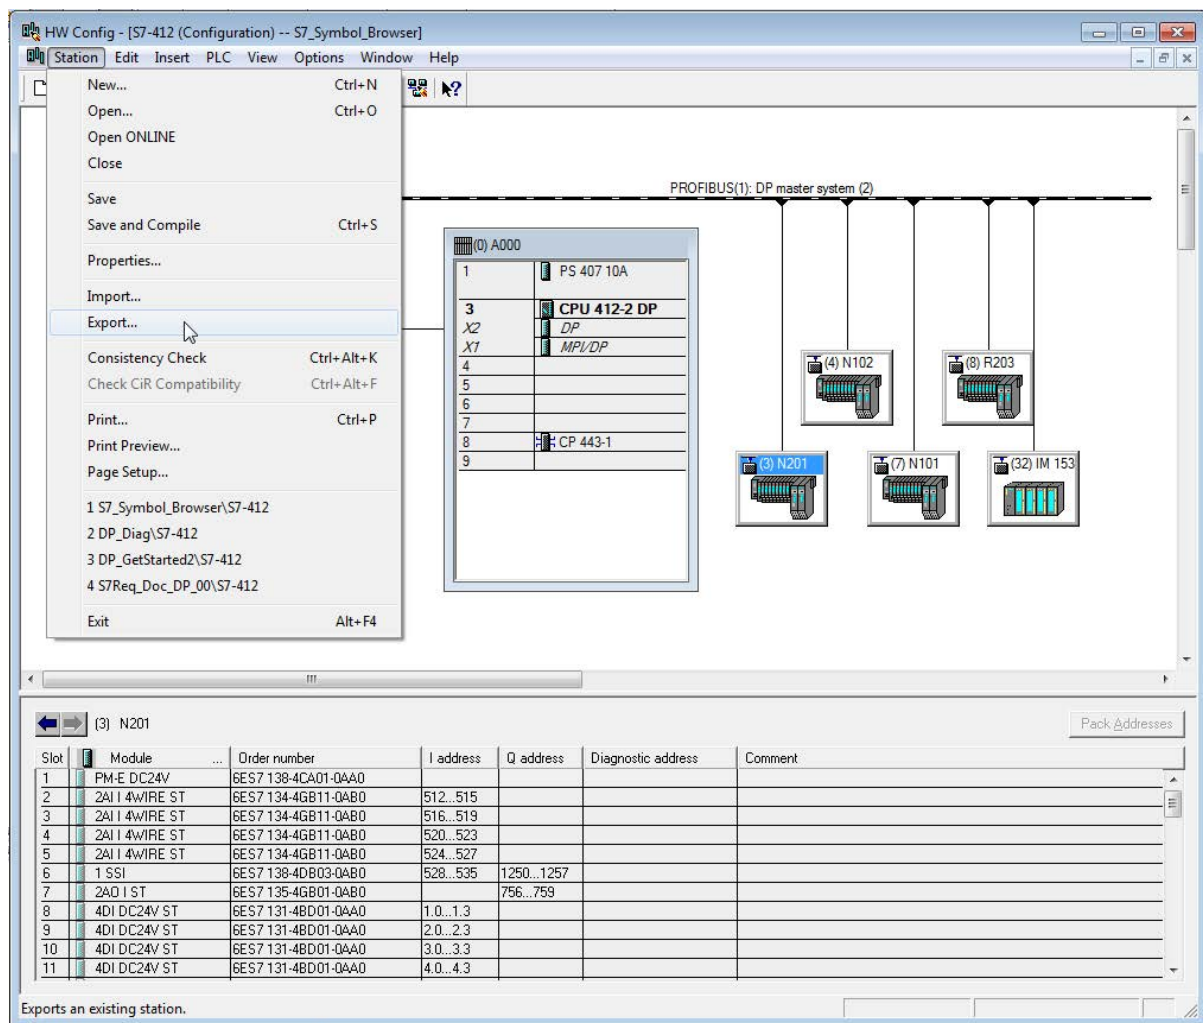 HW Config - [S7-412 (Configuration) -- S7_Symbol_Browser]
Station Edit Insert PLC View Options Window Help
New... Ctrl+N
Open... Ctrl+O
Open ONLINE
Close
Save
Save and Compile Ctrl+S
Properties...
Import...
Export...
Consistency Check Ctrl+Alt+K
Check CiR Compatibility Ctrl+Alt+F
Print... Ctrl+P
Print Preview...
Page Setup...
1 S7_Symbol_Browser\S7-412
2 DP_Diag\S7-412
3 DP_GetStarted2\S7-412
4 S7Req_Doc_DP_00\S7-412
Exit Alt+F4
PROFIBUS(1): DP master system (2)
(0) A000
1 PS 407 10A
3 CPU 412-2 DP
X2 DP
X1 MPI/DP
4
5
6
7
8 CP 443-1
9
(4) N102
(8) R203
(3) N201
(7) N101
(32) IM 153
(3) N201
Pack Addresses
Slot Module ... Order number I address Q address Diagnostic address Comment
1 PM-E DC24V 6ES7 138-4CA01-0AA0
2 2AI I 4WIRE ST 6ES7 134-4GB11-0AB0 512...515
3 2AI I 4WIRE ST 6ES7 134-4GB11-0AB0 516...519
4 2AI I 4WIRE ST 6ES7 134-4GB11-0AB0 520...523
5 2AI I 4WIRE ST 6ES7 134-4GB11-0AB0 524...527
6 1 SSI 6ES7 138-4DB03-0AB0 528...535 1250...1257
7 2AO I ST 6ES7 135-4GB01-0AB0 756...759
8 4DI DC24V ST 6ES7 131-4BD01-0AA0 1.0...1.3
9 4DI DC24V ST 6ES7 131-4BD01-0AA0 2.0...2.3
10 4DI DC24V ST 6ES7 131-4BD01-0AA0 3.0...3.3
11 4DI DC24V ST 6ES7 131-4BD01-0AA0 4.0...4.3
Exports an existing station.